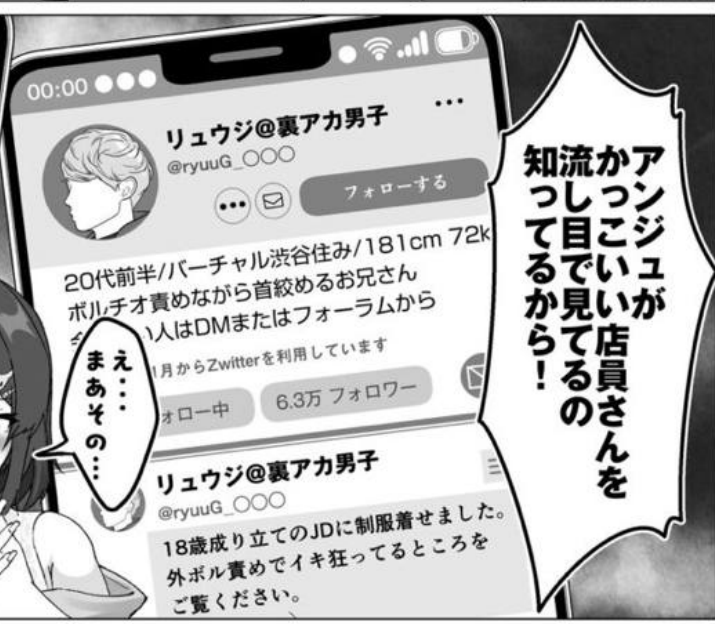 アンジュが
かっこいい店員さんを
流し目で見てるの
知ってるから！
00:00
リュウジ@裏アカ男子
@ryuuG_〇〇〇
フォローする
20代前半/バーチャル渋谷住み/181cm 72k
ポルチオ責めながら首絞めるお兄さん
い人はDMまたはフォーラムから
1月からZwitterを利用しています
ォロー中
6.3万 フォロワー
え・・・
まあその…
リュウジ@裏アカ男子
@ryuuG_〇〇〇
18歳成り立てのJDに制服着せました。
外ボル責めでイキ狂ってるところを
ご覧ください。